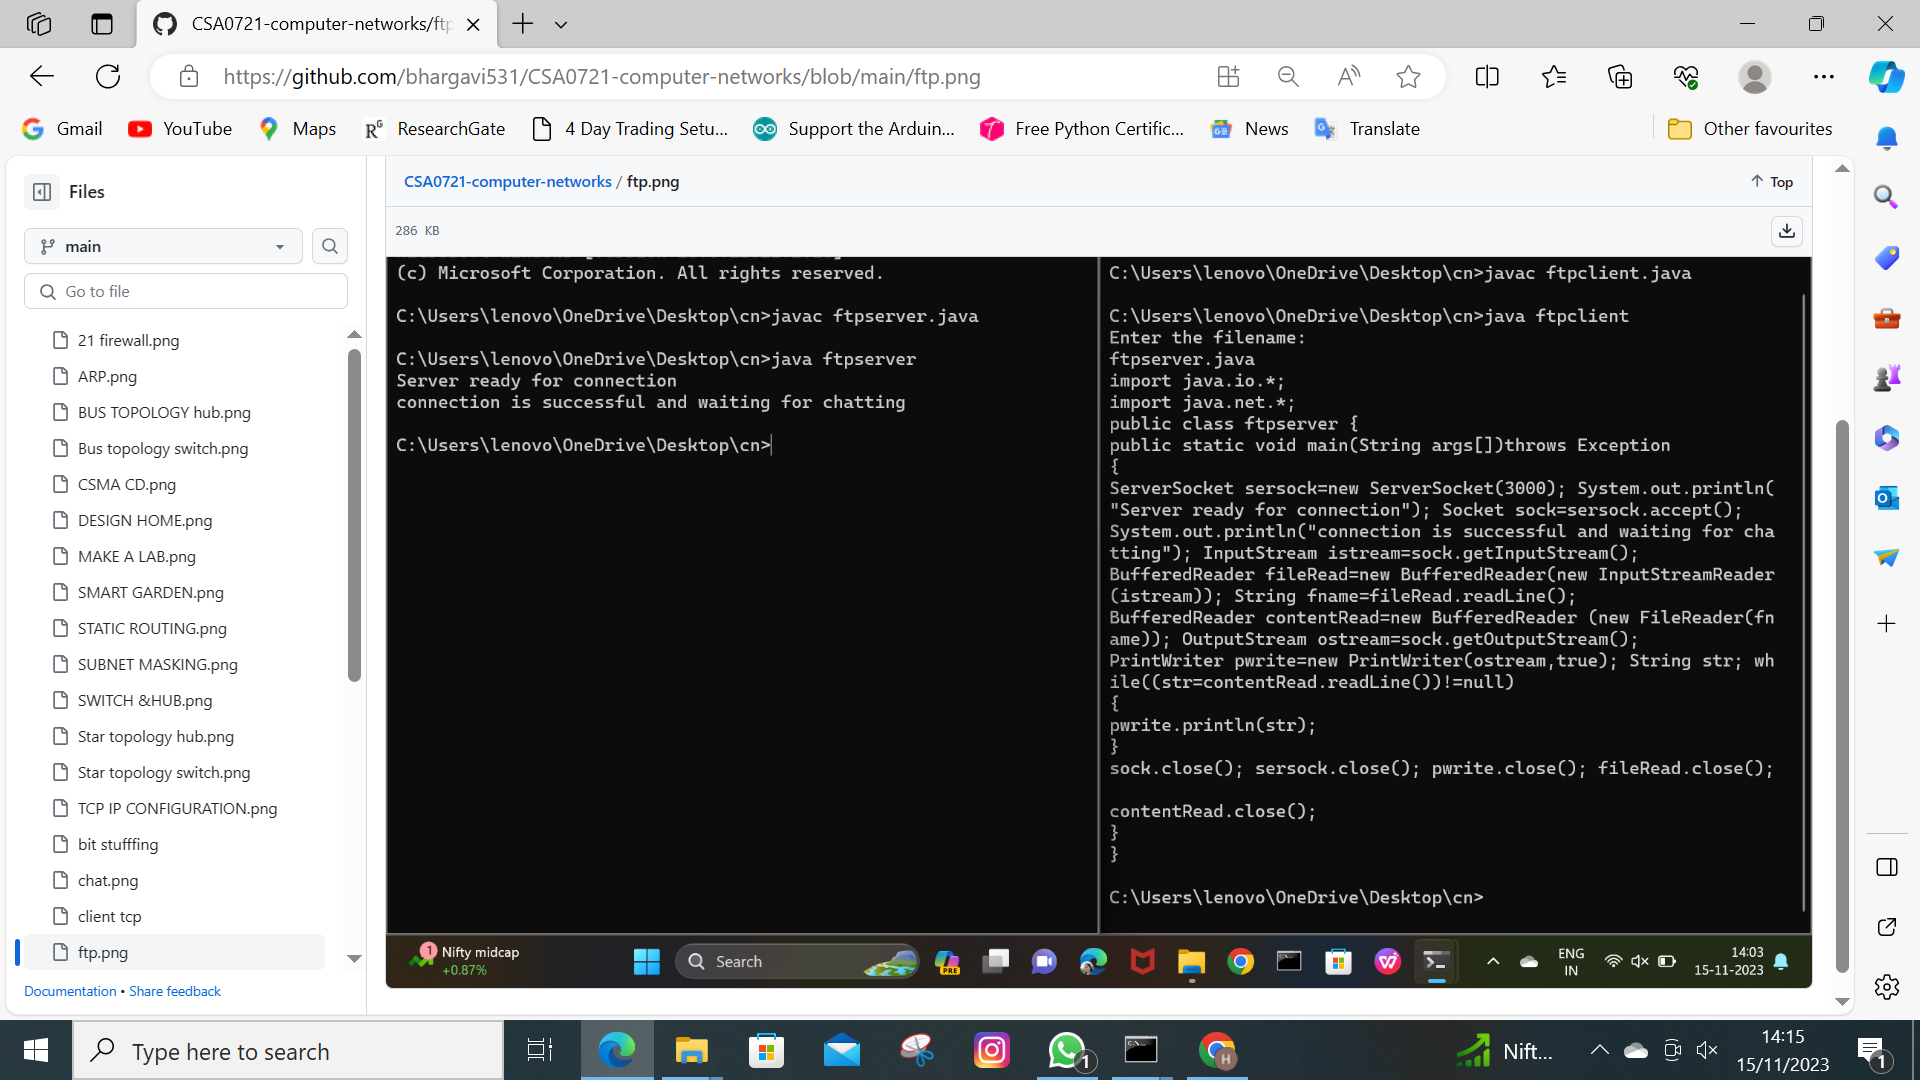 CSA0721-computer-networks/ftp
https://github.com/bhargavi531/CSA0721-computer-networks/blob/main/ftp.png
Gmail
YouTube
Maps
ResearchGate
4 Day Trading Setu...
Support the Arduin...
Free Python Certific...
News
Translate
Other favourites
Files
main
Go to file
21 firewall.png
ARP.png
BUS TOPOLOGY hub.png
Bus topology switch.png
CSMA CD.png
DESIGN HOME.png
MAKE A LAB.png
SMART GARDEN.png
STATIC ROUTING.png
SUBNET MASKING.png
SWITCH &HUB.png
Star topology hub.png
Star topology switch.png
TCP IP CONFIGURATION.png
bit stufffing
chat.png
client tcp
ftp.png
Documentation • Share feedback
CSA0721-computer-networks / ftp.png
Top
286 KB
(c) Microsoft Corporation. All rights reserved.
C:\Users\lenovo\OneDrive\Desktop\cn>javac ftpserver.java
C:\Users\lenovo\OneDrive\Desktop\cn>java ftpserver
Server ready for connection
connection is successful and waiting for chatting
C:\Users\lenovo\OneDrive\Desktop\cn>
C:\Users\lenovo\OneDrive\Desktop\cn>javac ftpclient.java
C:\Users\lenovo\OneDrive\Desktop\cn>java ftpclient
Enter the filename:
ftpserver.java
import java.io.*;
import java.net.*;
public class ftpserver {
public static void main(String args[])throws Exception
{
ServerSocket sersock=new ServerSocket(3000); System.out.println(
"Server ready for connection"); Socket sock=sersock.accept();
System.out.println("connection is successful and waiting for cha
tting"); InputStream istream=sock.getInputStream();
BufferedReader fileRead=new BufferedReader(new InputStreamReader
(istream)); String fname=fileRead.readLine();
BufferedReader contentRead=new BufferedReader (new FileReader(fn
ame)); OutputStream ostream=sock.getOutputStream();
PrintWriter pwrite=new PrintWriter(ostream,true); String str; wh
ile((str=contentRead.readLine())!=null)
{
pwrite.println(str);
}
sock.close(); sersock.close(); pwrite.close(); fileRead.close();
contentRead.close();
}
}
C:\Users\lenovo\OneDrive\Desktop\cn>
1
Nifty midcap
+0.87%
Search
PRE
ENG
IN
14:03
15-11-2023
Type here to search
1
H
Nift...
14:15
15/11/2023
1